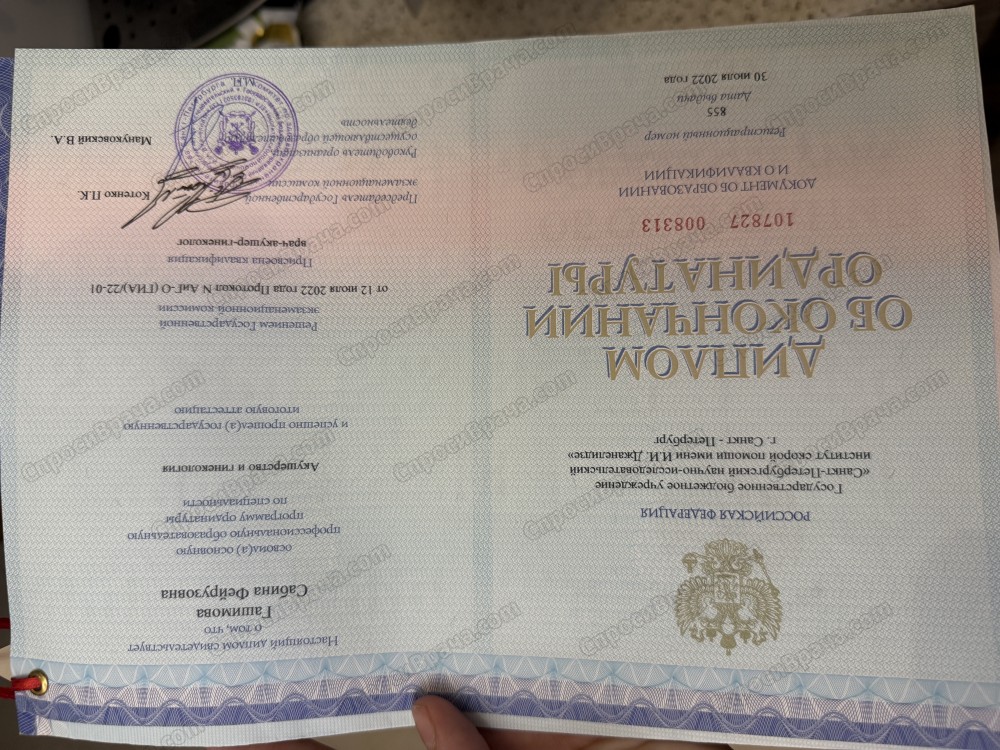 РОССИЙСКАЯ ФЕДЕРАЦИЯ
Государственное бюджетное учреждение
«Санкт-Петербургский научно-исследовательский
институт скорой помощи имени И.И. Джанелидзе»
г. Санкт - Петербург
ДИПЛОМ
ОБ ОКОНЧАНИИ
ОРДИНАТУРЫ
107827 008313
ДОКУМЕНТ ОБ ОБРАЗОВАНИИ
И О КВАЛИФИКАЦИИ
Регистрационный номер
855
Дата выдачи
30 июля 2022 года
Настоящий диплом свидетельствует
о том, что
Гашимова
Сабина Фейрузовна
освоил(а) основную
профессиональную образовательную
программу ординатуры
по специальности
Акушерство и гинекология
и успешно прошел(а) государственную
итоговую аттестацию
Решением Государственной
экзаменационной комиссии
от 12 июля 2022 года Протокол N АиГ-О-(ГИА)/22-01
Присвоена квалификация
врач-акушер-гинеколог
Председатель Государственной
экзаменационной комиссии
Котенко П.К.
Руководитель организации,
осуществляющей образовательную
деятельность
Мануковский В.А.
М.П.
СпросиВрача.com